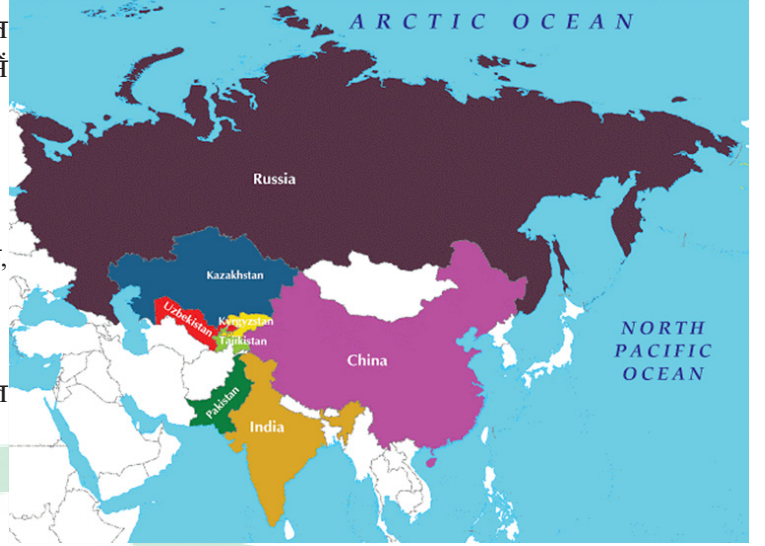 ARCTIC OCEAN
Russia
Kazakhstan
Uzbekistan
Kyrgyzstan
Tajikistan
China
Pakistan
India
NORTH
PACIFIC
OCEAN